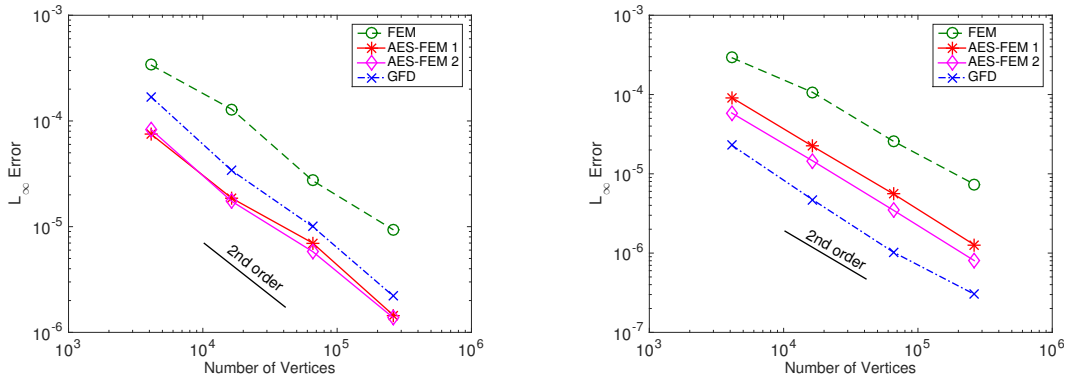 10^-3
10^-4
10^-5
10^-6
L∞ Error
FEM
AES-FEM 1
AES-FEM 2
GFD
2nd order
10^3
10^4
10^5
10^6
Number of Vertices
10^-2
10^-3
10^-4
10^-5
10^-6
10^-7
L∞ Error
FEM
AES-FEM 1
AES-FEM 2
GFD
2nd order
10^3
10^4
10^5
10^6
Number of Vertices